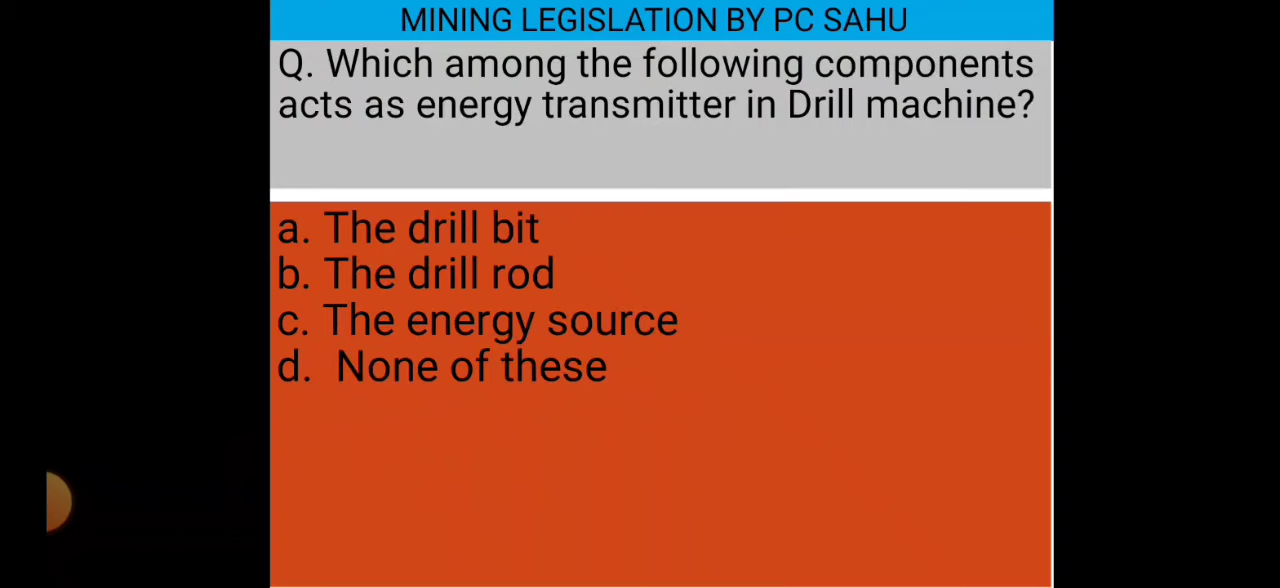 MINING LEGISLATION BY PC SAHU
Q. Which among the following components
acts as energy transmitter in Drill machine?
a. The drill bit
b. The drill rod
c. The energy source
d. None of these